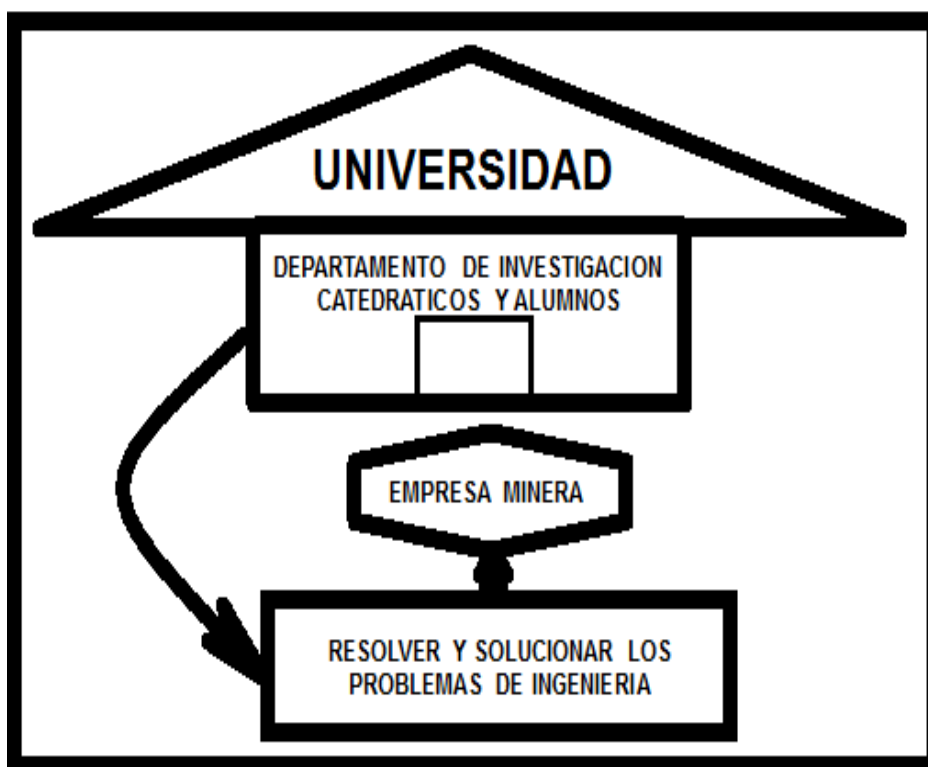 UNIVERSIDAD
DEPARTAMENTO DE INVESTIGACION
CATEDRATICOS Y ALUMNOS
EMPRESA MINERA
RESOLVER Y SOLUCIONAR LOS
PROBLEMAS DE INGENIERIA